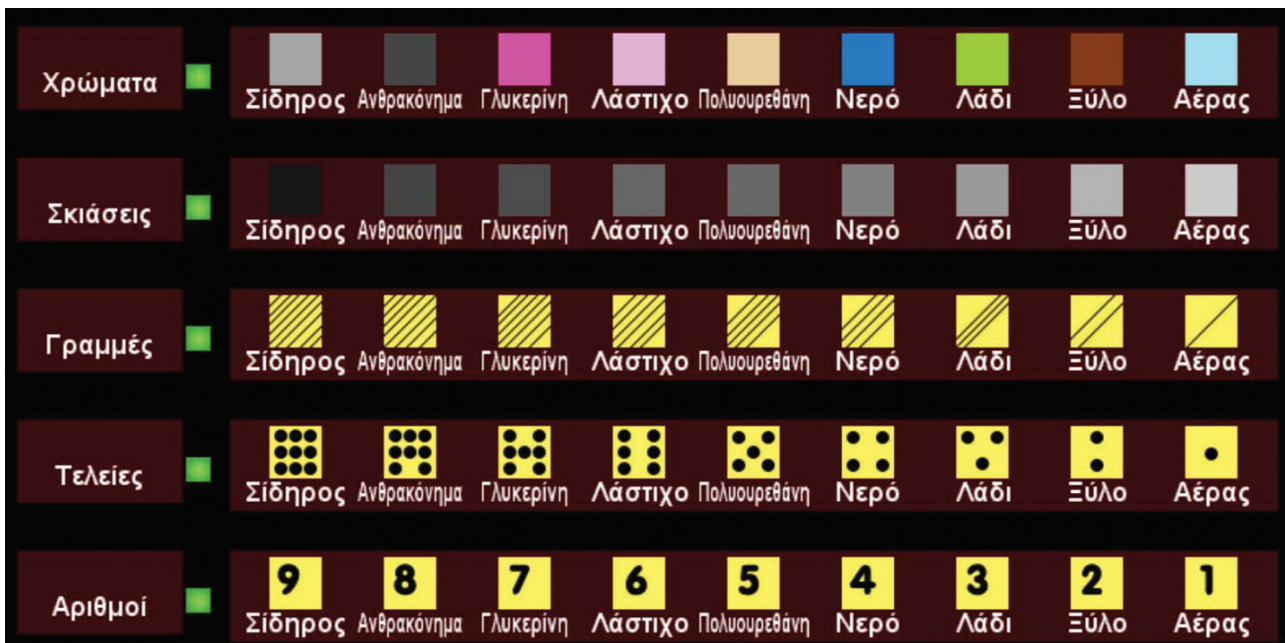 Χρώματα
Σίδηρος Ανθρακόνημα Γλυκερίνη Λάστιχο Πολυουρεθάνη Νερό Λάδι Ξύλο Αέρας
Σκιάσεις
Σίδηρος Ανθρακόνημα Γλυκερίνη Λάστιχο Πολυουρεθάνη Νερό Λάδι Ξύλο Αέρας
Γραμμές
Σίδηρος Ανθρακόνημα Γλυκερίνη Λάστιχο Πολυουρεθάνη Νερό Λάδι Ξύλο Αέρας
Τελείες
Σίδηρος Ανθρακόνημα Γλυκερίνη Λάστιχο Πολυουρεθάνη Νερό Λάδι Ξύλο Αέρας
Αριθμοί
9 8 7 6 5 4 3 2 1
Σίδηρος Ανθρακόνημα Γλυκερίνη Λάστιχο Πολυουρεθάνη Νερό Λάδι Ξύλο Αέρας